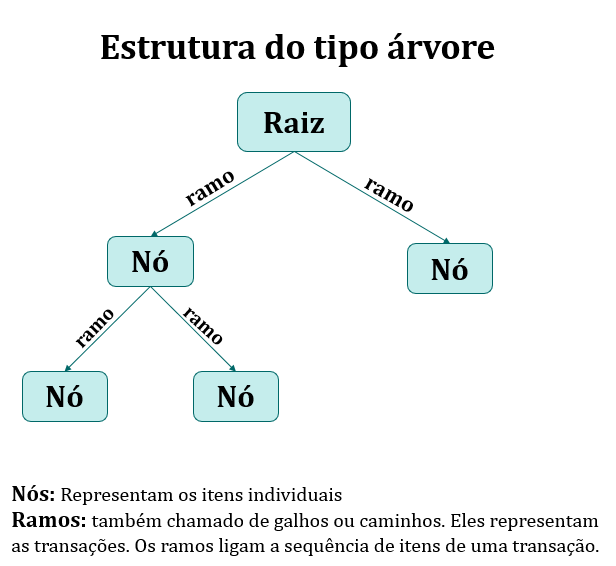 Estrutura do tipo árvore
Raiz
ramo
ramo
Nó
Nó
ramo
ramo
Nó
Nó
Nós: Representam os itens individuais
Ramos: também chamado de galhos ou caminhos. Eles representam
as transações. Os ramos ligam a sequência de itens de uma transação.